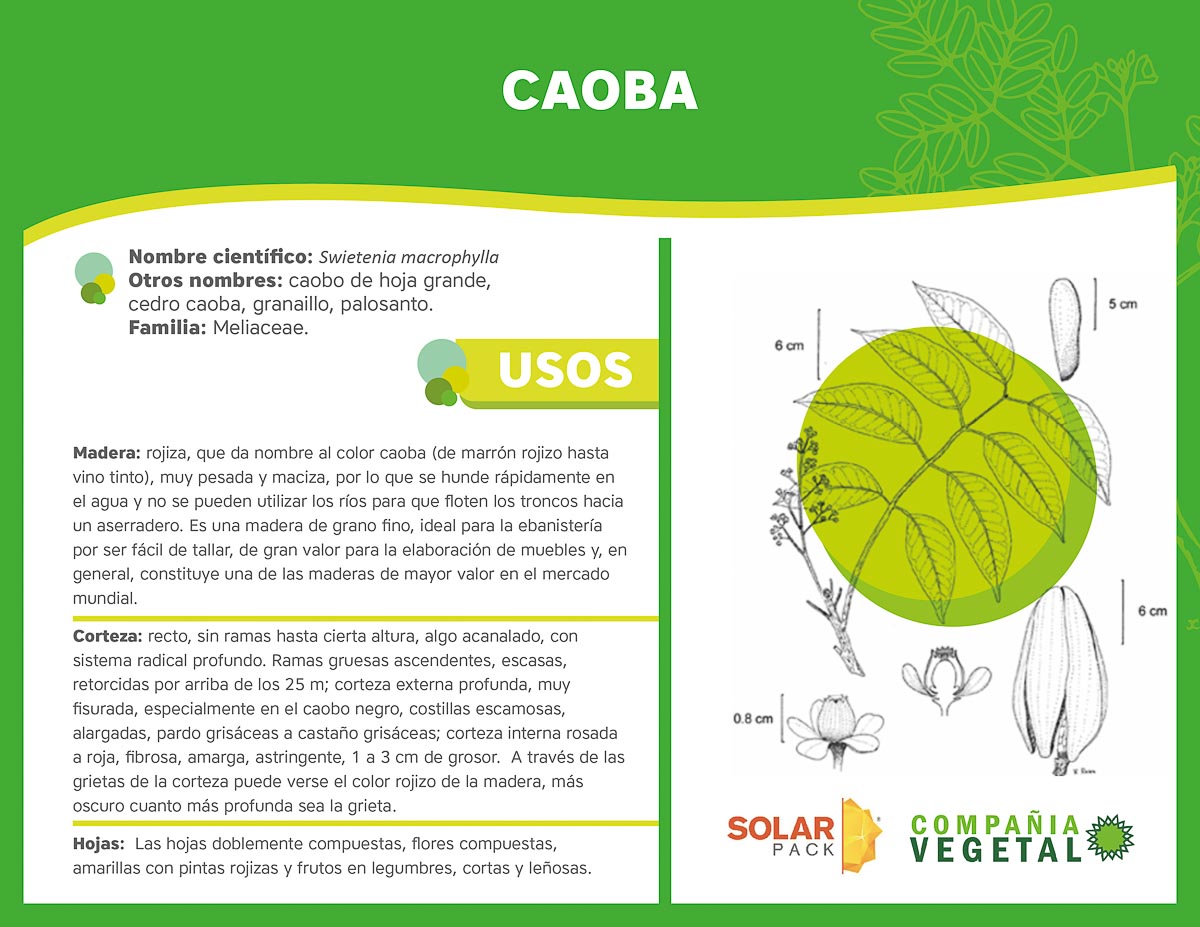 CAOBA
Nombre científico: Swietenia macrophylla
Otros nombres: caobo de hoja grande,
cedro caoba, granaillo, palosanto.
Familia: Meliaceae.
USOS
Madera: rojiza, que da nombre al color caoba (de marrón rojizo hasta
vino tinto), muy pesada y maciza, por lo que se hunde rápidamente en
el agua y no se pueden utilizar los ríos para que floten los troncos hacia
un aserradero. Es una madera de grano fino, ideal para la ebanistería
por ser fácil de tallar, de gran valor para la elaboración de muebles y, en
general, constituye una de las maderas de mayor valor en el mercado
mundial.
Corteza: recto, sin ramas hasta cierta altura, algo acanalado, con
sistema radical profundo. Ramas gruesas ascendentes, escasas,
retorcidas por arriba de los 25 m; corteza externa profunda, muy
fisurada, especialmente en el caobo negro, costillas escamosas,
alargadas, pardo grisáceas a castaño grisáceas; corteza interna rosada
a roja, fibrosa, amarga, astringente, 1 a 3 cm de grosor. A través de las
grietas de la corteza puede verse el color rojizo de la madera, más
oscuro cuanto más profunda sea la grieta.
Hojas: Las hojas doblemente compuestas, flores compuestas,
amarillas con pintas rojizas y frutos en legumbres, cortas y leñosas.
5 cm
6 cm
6 cm
0.8 cm
SOLAR
PACK
COMPAÑIA
VEGETAL